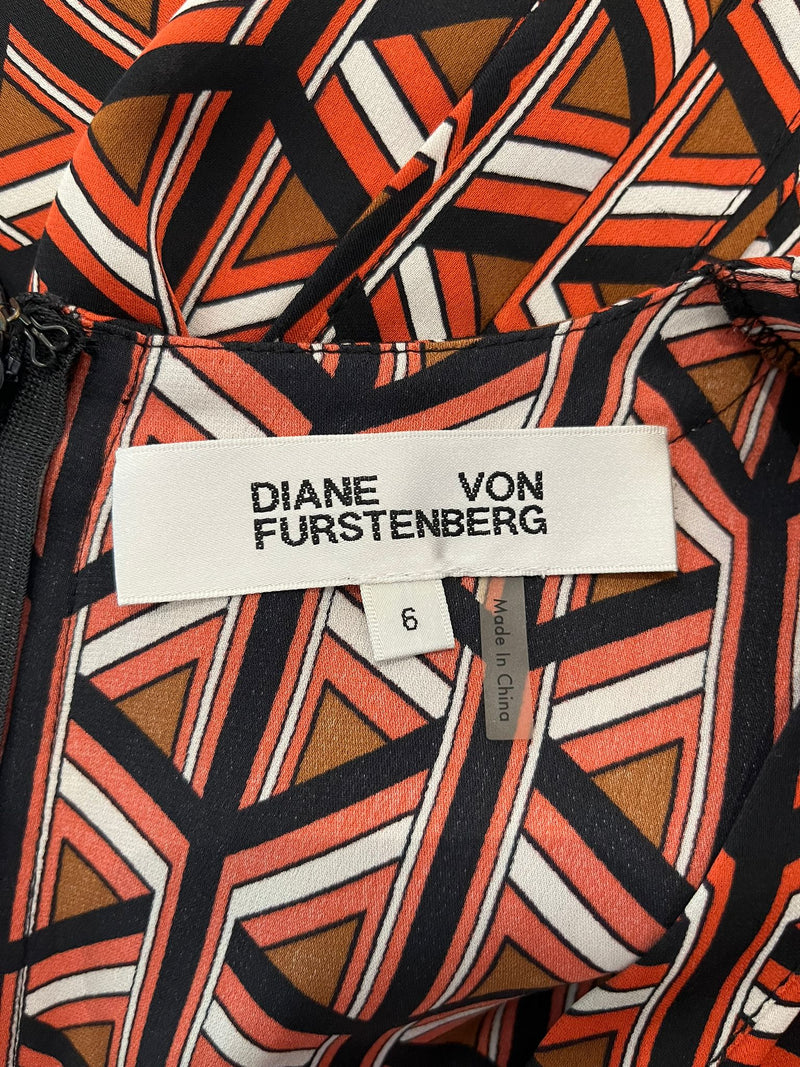 DIANE VON
FURSTENBERG
6
Made In China